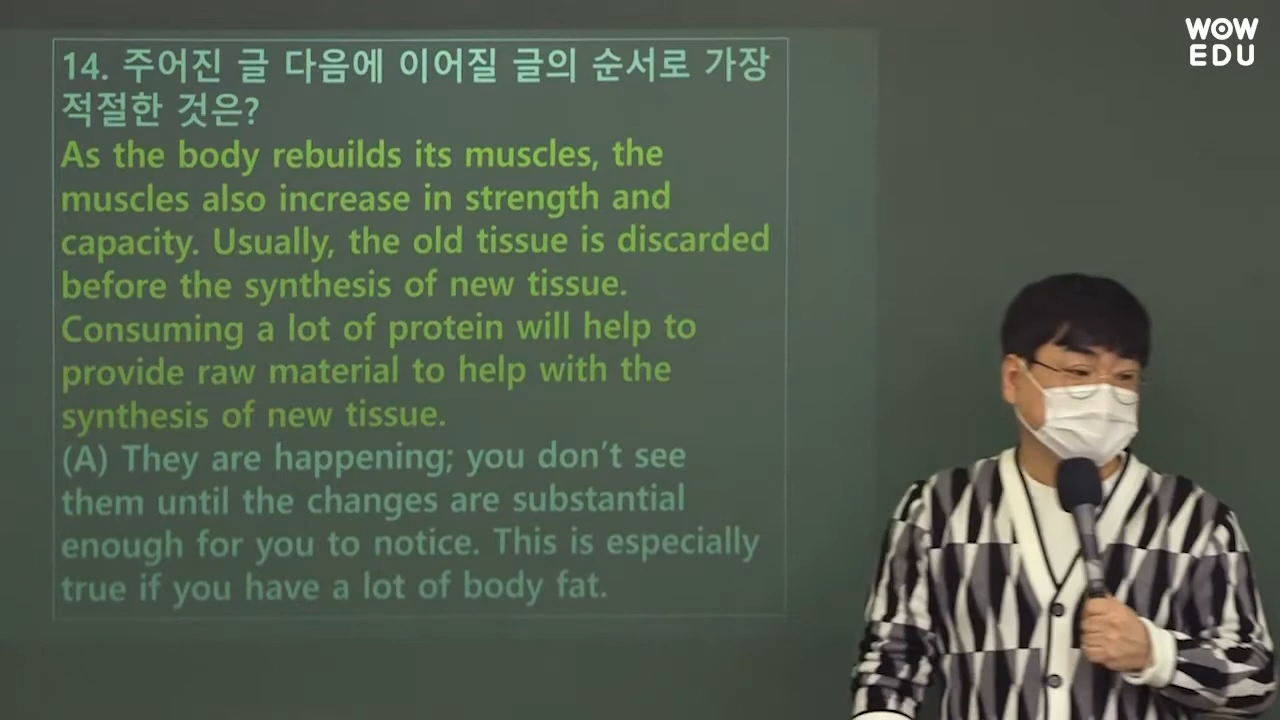 WOW
EDU
14. 주어진 글 다음에 이어질 글의 순서로 가장
적절한 것은?
As the body rebuilds its muscles, the
muscles also increase in strength and
capacity. Usually, the old tissue is discarded
before the synthesis of new tissue.
Consuming a lot of protein will help to
provide raw material to help with the
synthesis of new tissue.
(A) They are happening; you don't see
them until the changes are substantial
enough for you to notice. This is especially
true if you have a lot of body fat.